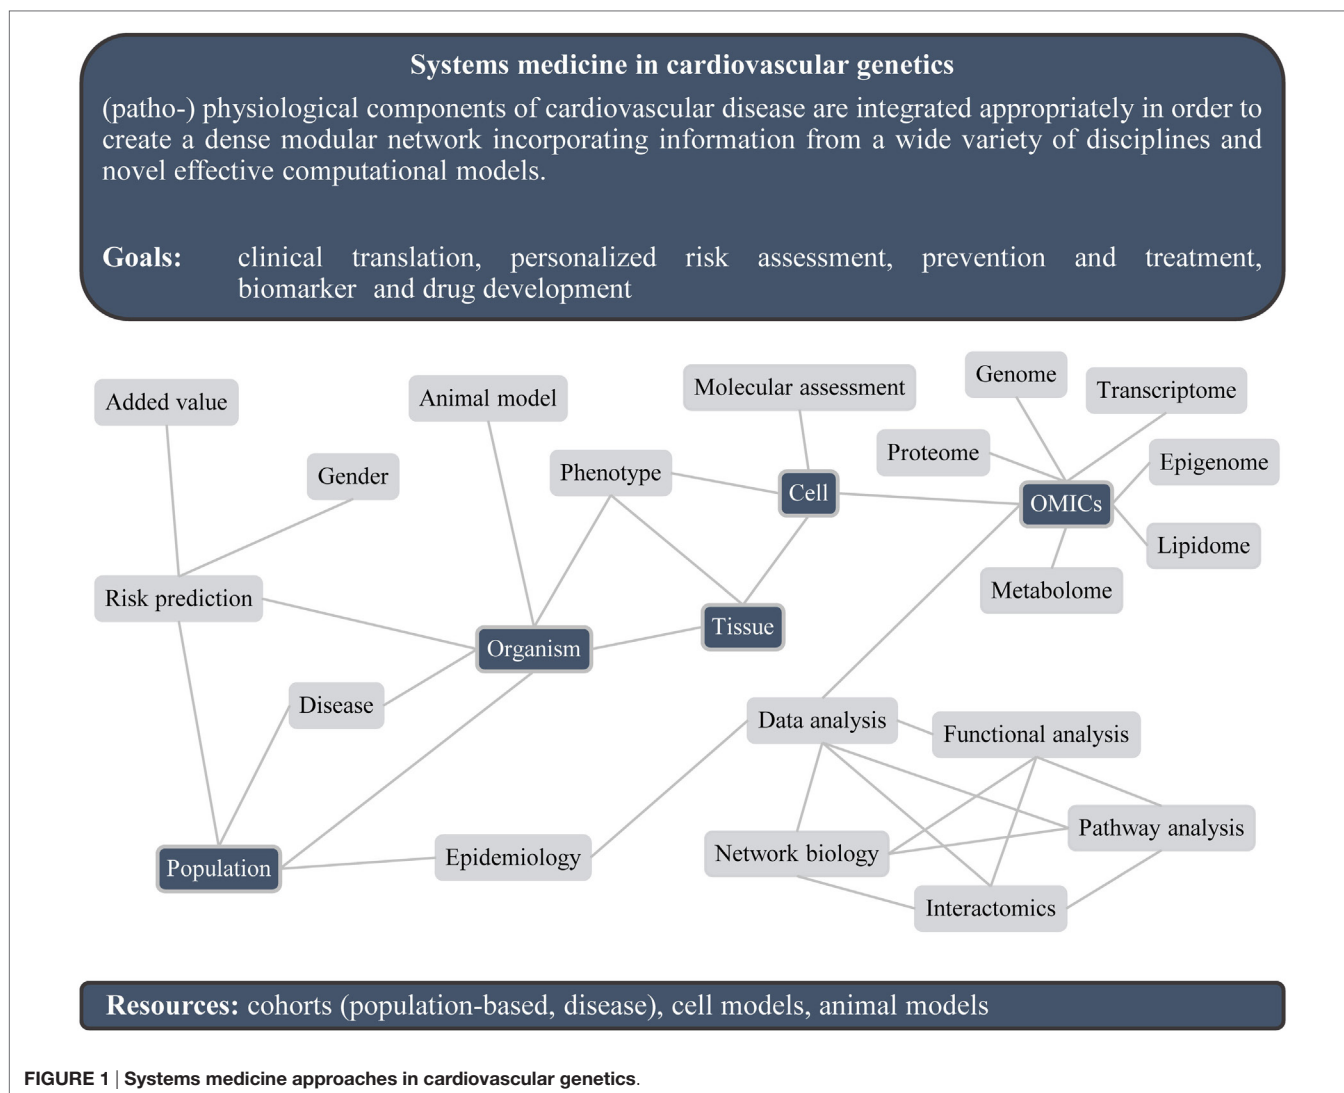 Systems medicine in cardiovascular genetics
(patho-) physiological components of cardiovascular disease are integrated appropriately in order to
create a dense modular network incorporating information from a wide variety of disciplines and
novel effective computational models.
Goals: clinical translation, personalized risk assessment, prevention and treatment,
biomarker and drug development
Genome
Transcriptome
Molecular assessment
Added value
Animal model
Proteome
Epigenome
Gender
Phenotype
Cell
OMICs
Lipidome
Metabolome
Risk prediction
Tissue
Organism
Disease
Data analysis
Functional analysis
Pathway analysis
Network biology
Epidemiology
Population
Interactomics
Resources: cohorts (population-based, disease), cell models, animal models
FIGURE 1 | Systems medicine approaches in cardiovascular genetics.